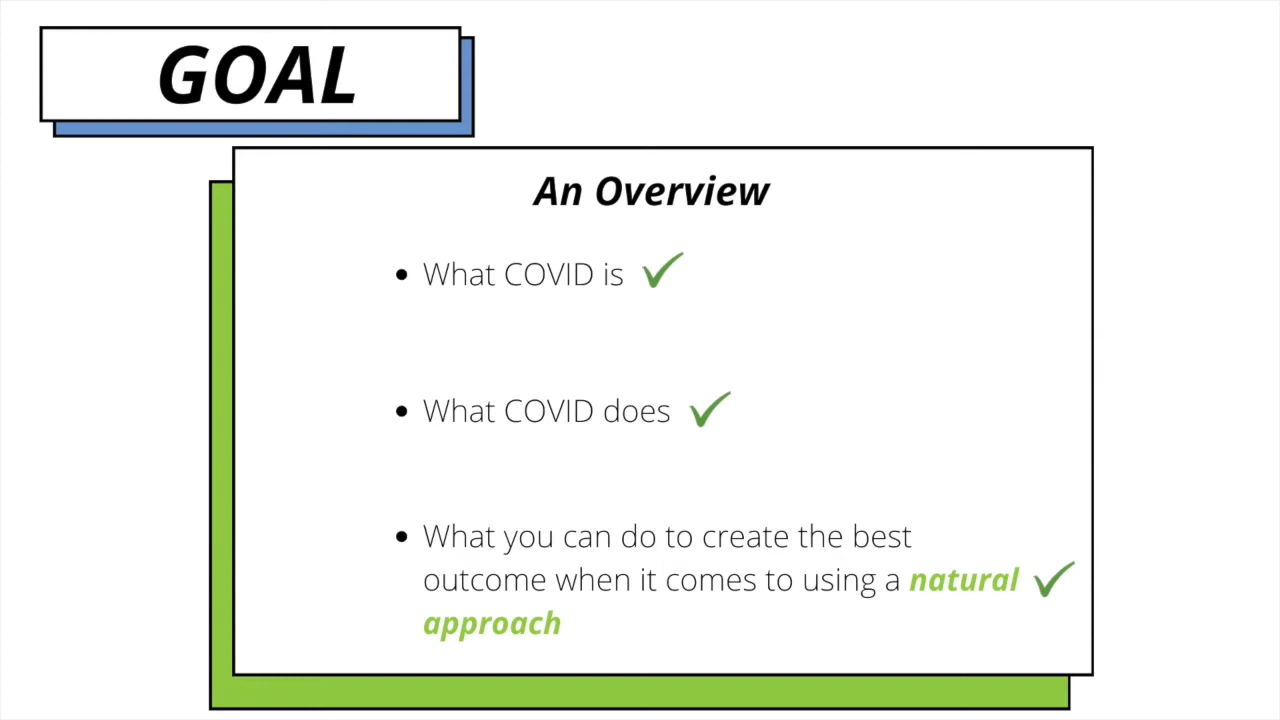 GOAL
An Overview
• What COVID is
• What COVID does
• What you can do to create the best
outcome when it comes to using a natural
approach